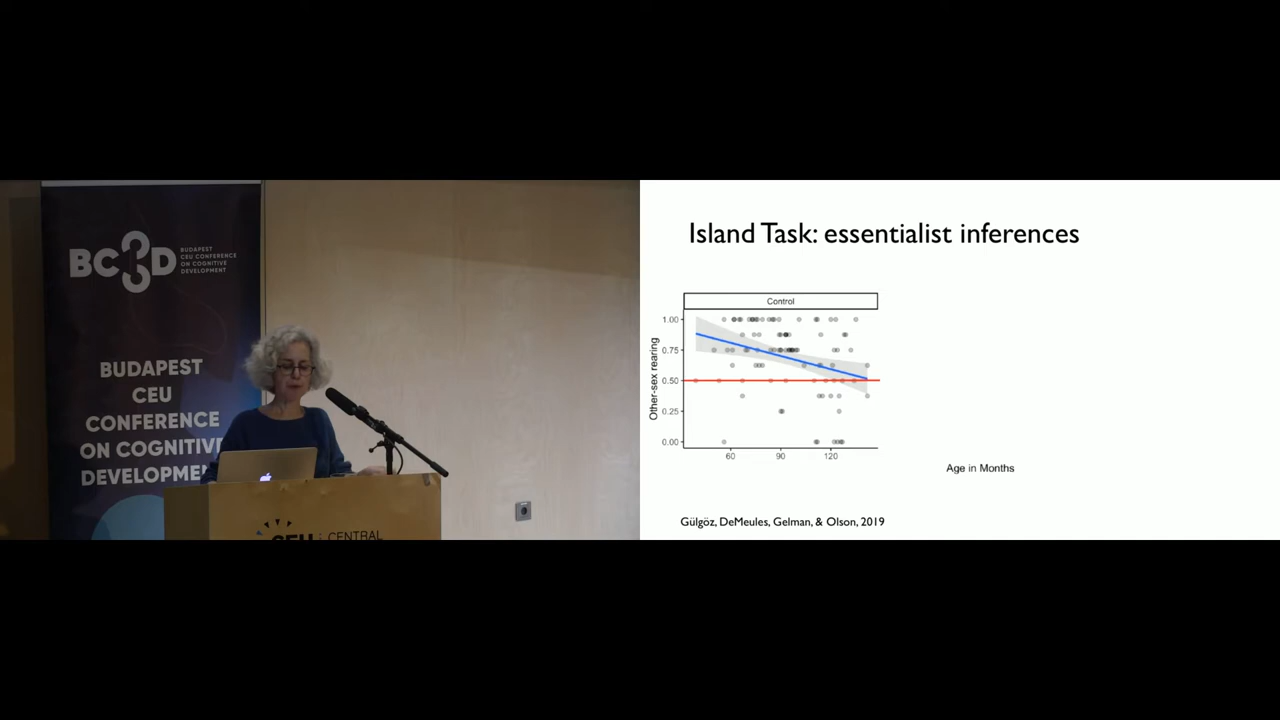 BC3D
BUDAPEST
CEU CONFERENCE
ON COGNITIVE
DEVELOPMENT
BUDAPEST
CEU
CONFERENCE
ON COGNITIVE
DEVELOPMEN
CEU
CENTRAL
Island Task: essentialist inferences
Control
1.00
0.75
0.50
0.25
0.00
Other-sex rearing
60 90 120
Age in Months
Gülgöz, DeMeules, Gelman, & Olson, 2019